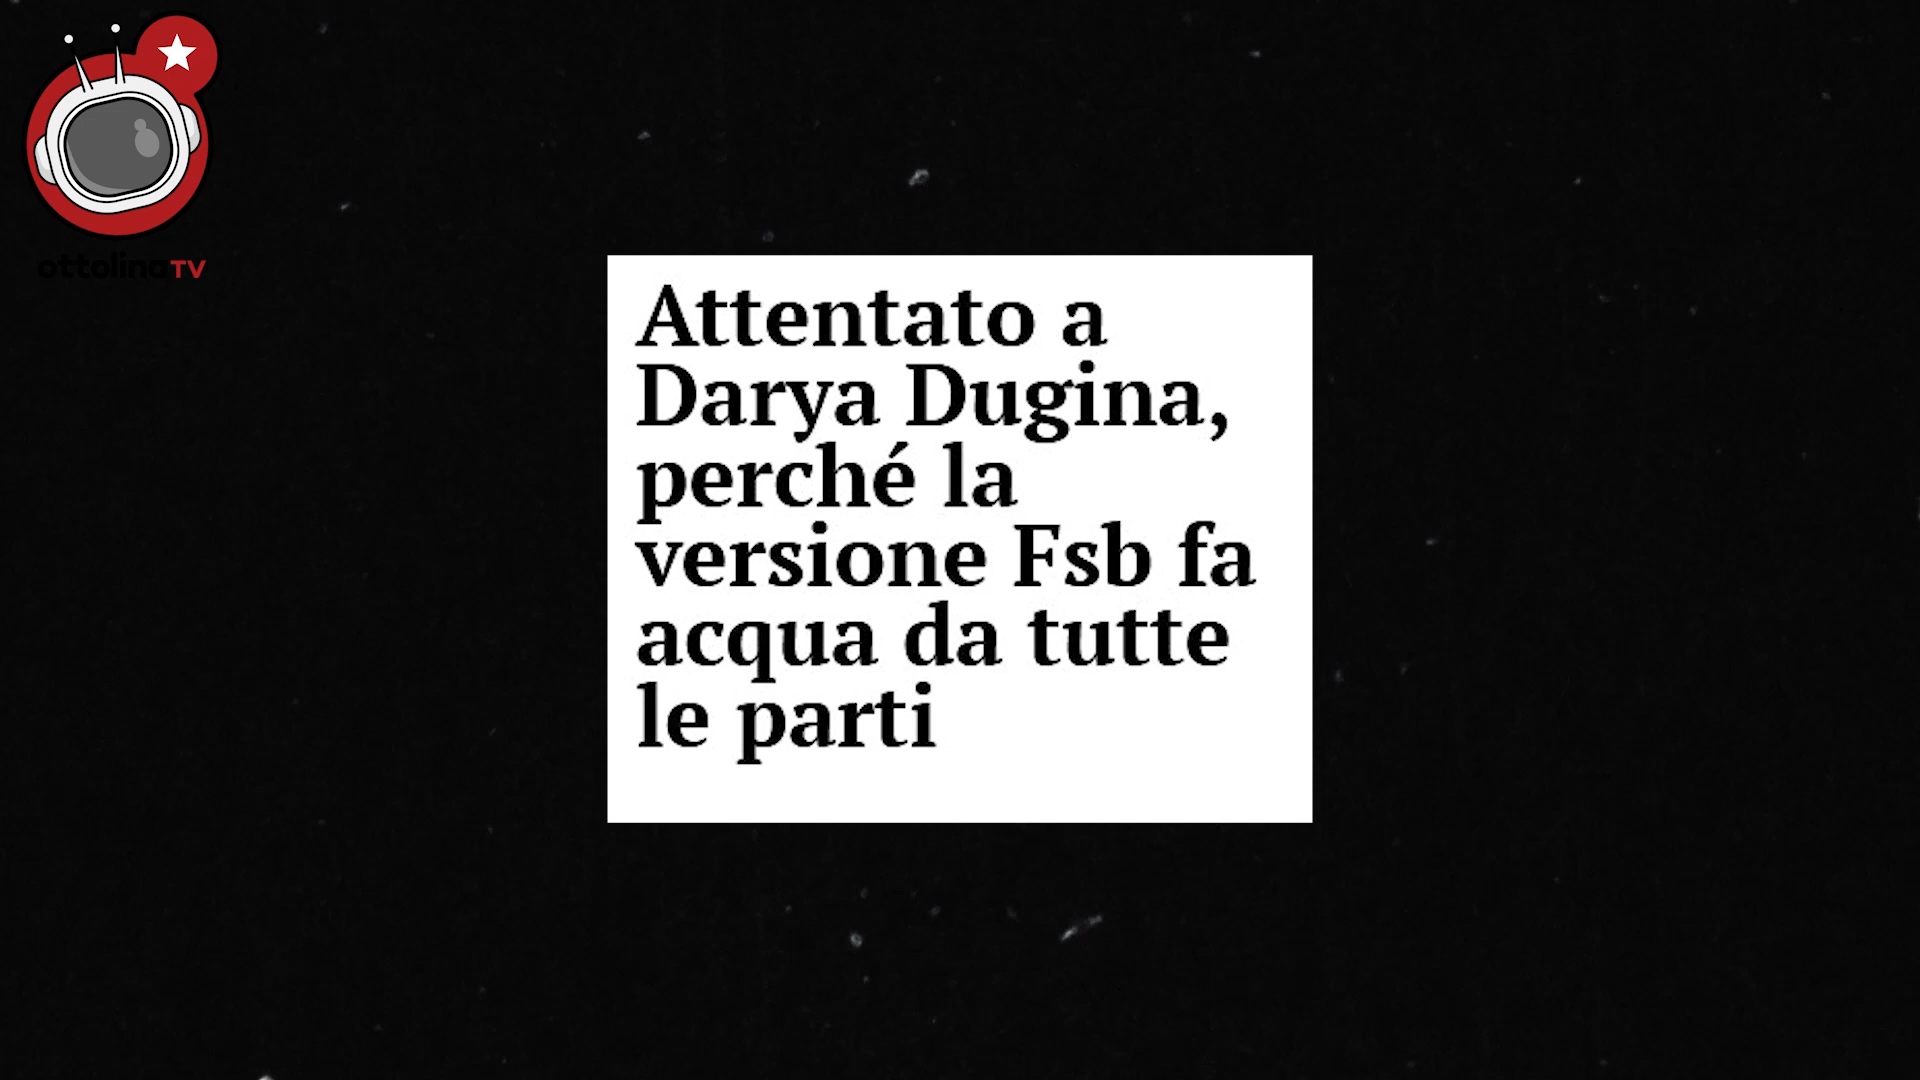 ottolinaTV
Attentato a
Darya Dugina,
perché la
versione Fsb fa
acqua da tutte
le parti